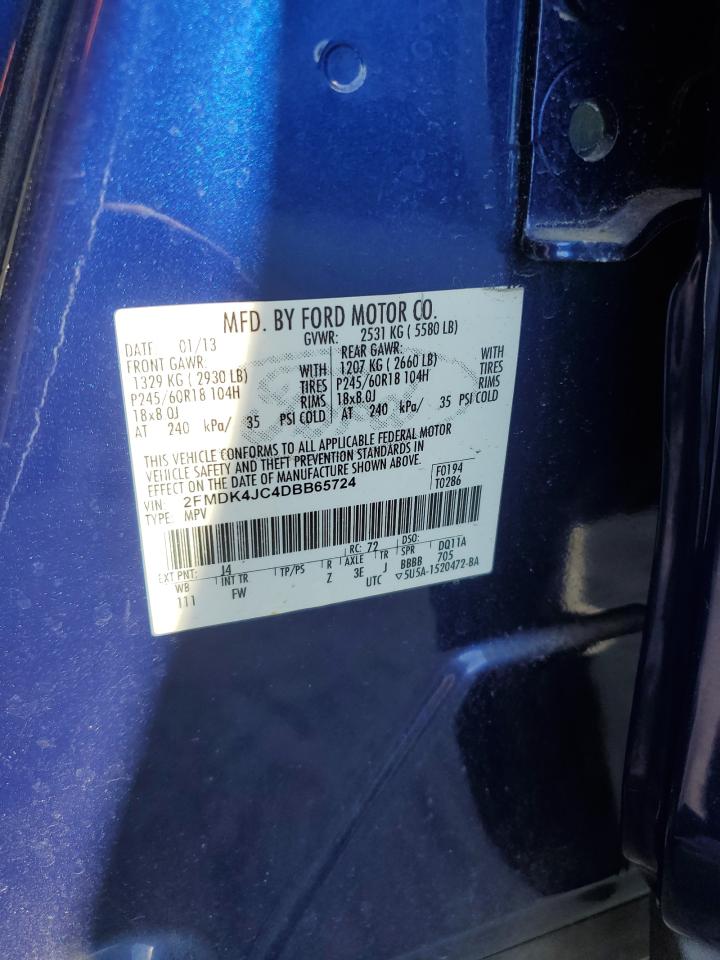 MFD. BY FORD MOTOR CO.
DATE 01/13 GVWR: 2531 KG ( 5580 LB)
FRONT GAWR: REAR GAWR:
1329 KG ( 2930 LB) WITH 1207 KG ( 2660 LB) WITH
P245/60R18 104H TIRES P245/60R18 104H TIRES
18x8.0J RIMS 18x8.0J RIMS
AT 240 kPa/ 35 PSI COLD AT 240 kPa/ 35 PSI COLD
THIS VEHICLE CONFORMS TO ALL APPLICABLE FEDERAL MOTOR
VEHICLE SAFETY AND THEFT PREVENTION STANDARDS IN
EFFECT ON THE DATE OF MANUFACTURE SHOWN ABOVE.
VIN: 2FMDK4JC4DBB65724 F0194
TYPE: MPV T0286
EXT PNT: J4 RC: 72 DSO:
WB INT TR TP/PS R AXLE TR SPR DQ11A
111 FW Z 3E J BBBB 705
UTC ▽5U5A-1520472-BA